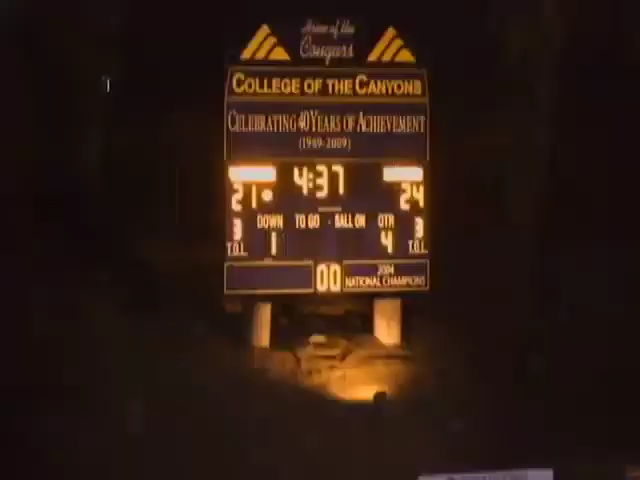 Home of the
Cougars
COLLEGE OF THE CANYONS
CELEBRATING 40 YEARS OF ACHIEVEMENT
(1969-2009)
4:37
21 24
3 DOWN TO GO BALL ON QTR 3
T.O.L. 1 4 T.O.L.
00 2004
NATIONAL CHAMPIONS